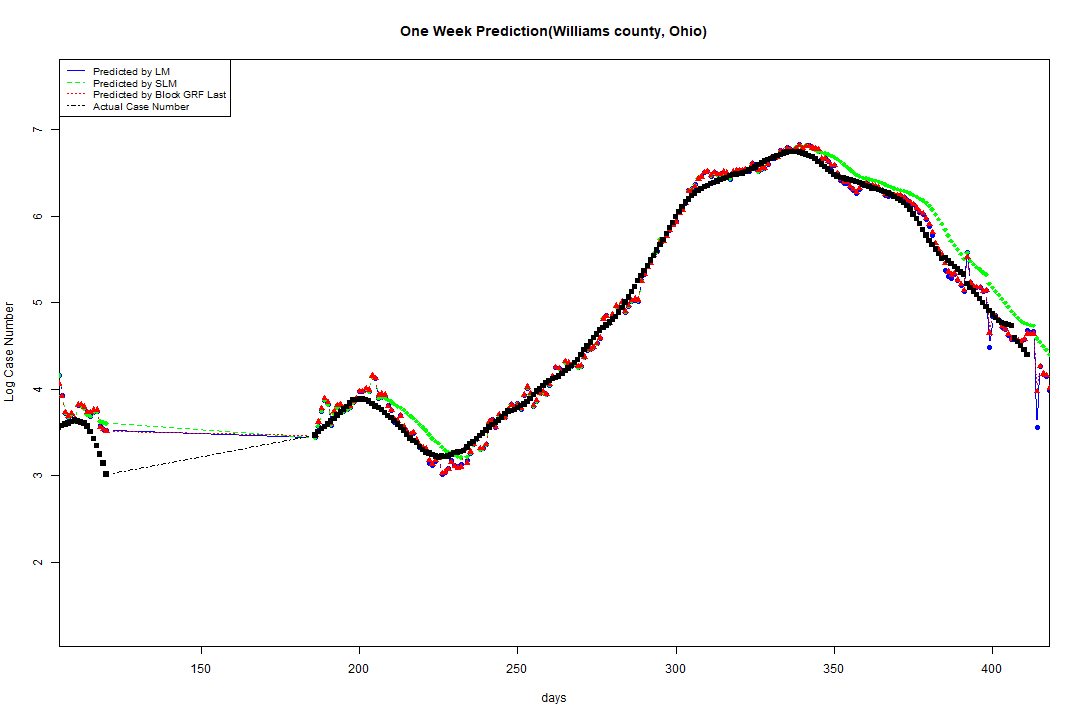 One Week Prediction(Williams county, Ohio)
Predicted by LM
Predicted by SLM
Predicted by Block GRF Last
Actual Case Number
7
6
5
4
3
2
Log Case Number
150 200 250 300 350 400
days